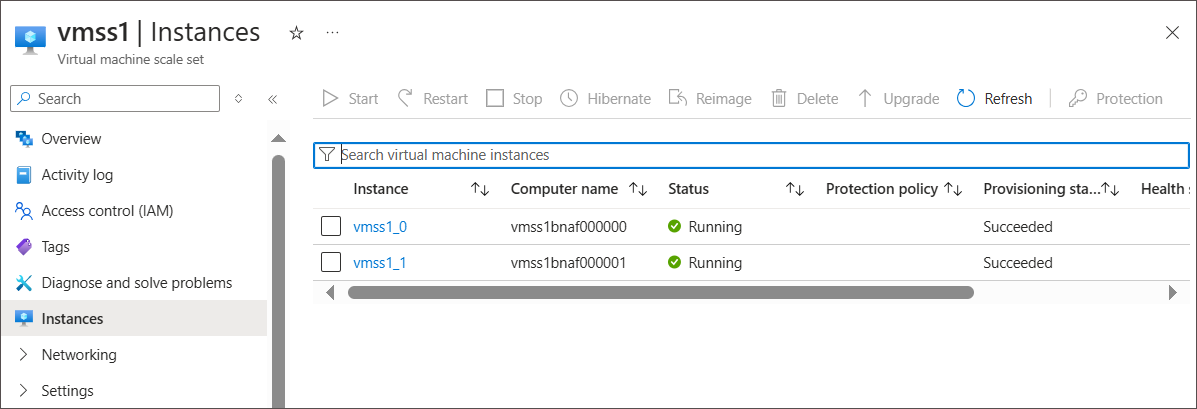 vmss1 | Instances
Virtual machine scale set
Search
Overview
Activity log
Access control (IAM)
Tags
Diagnose and solve problems
Instances
Networking
Settings
Start Restart Stop Hibernate Reimage Delete Upgrade Refresh Protection
Search virtual machine instances
Instance Computer name Status Protection policy Provisioning sta... Health s
vmss1_0 vmss1bnaf000000 Running Succeeded
vmss1_1 vmss1bnaf000001 Running Succeeded